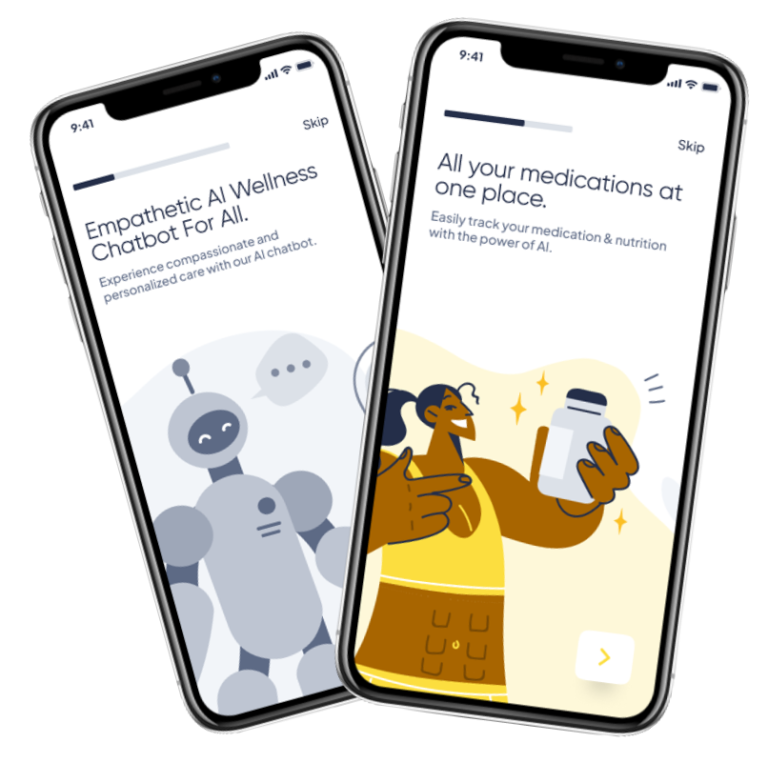 9:41
Skip
Empathetic AI Wellness
Chatbot For All.
Experience compassionate and
personalized care with our AI chatbot.
9:41
Skip
All your medications at
one place.
Easily track your medication & nutrition
with the power of AI.